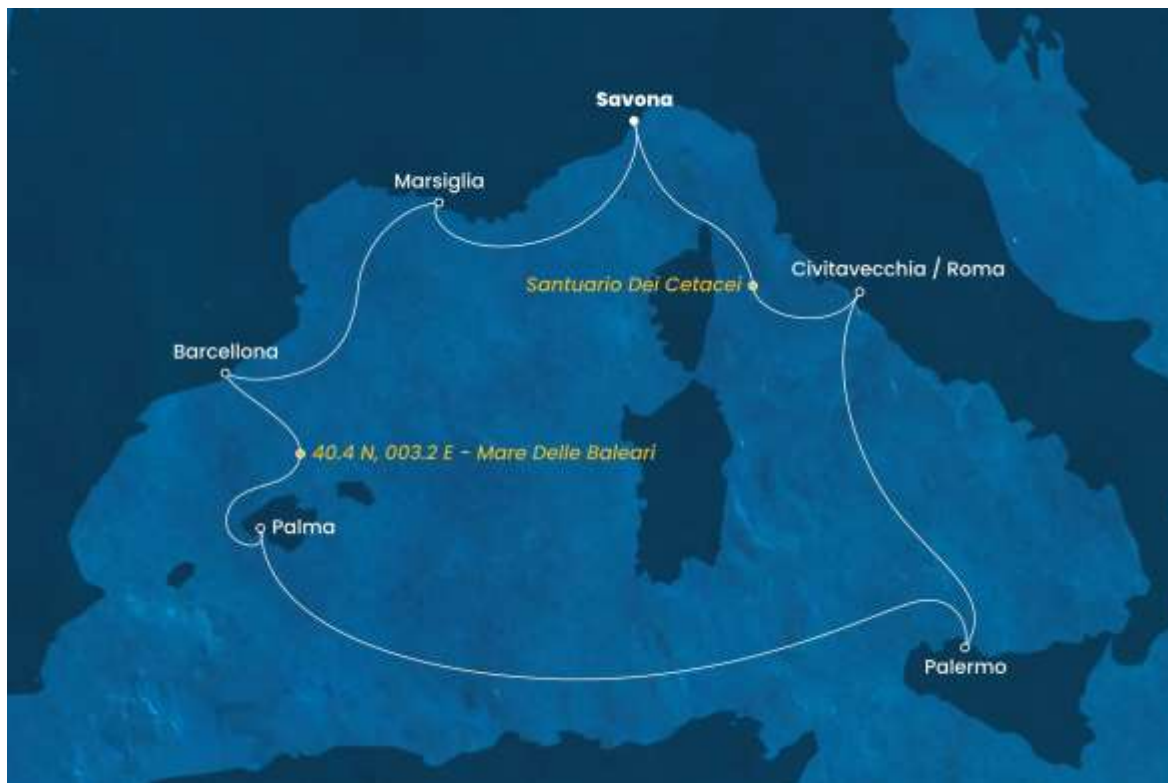 Savona
Marsiglia
Civitavecchia / Roma
Santuario Dei Cetacei
Barcellona
40.4 N, 003.2 E - Mare Delle Baleari
Palma
Palermo